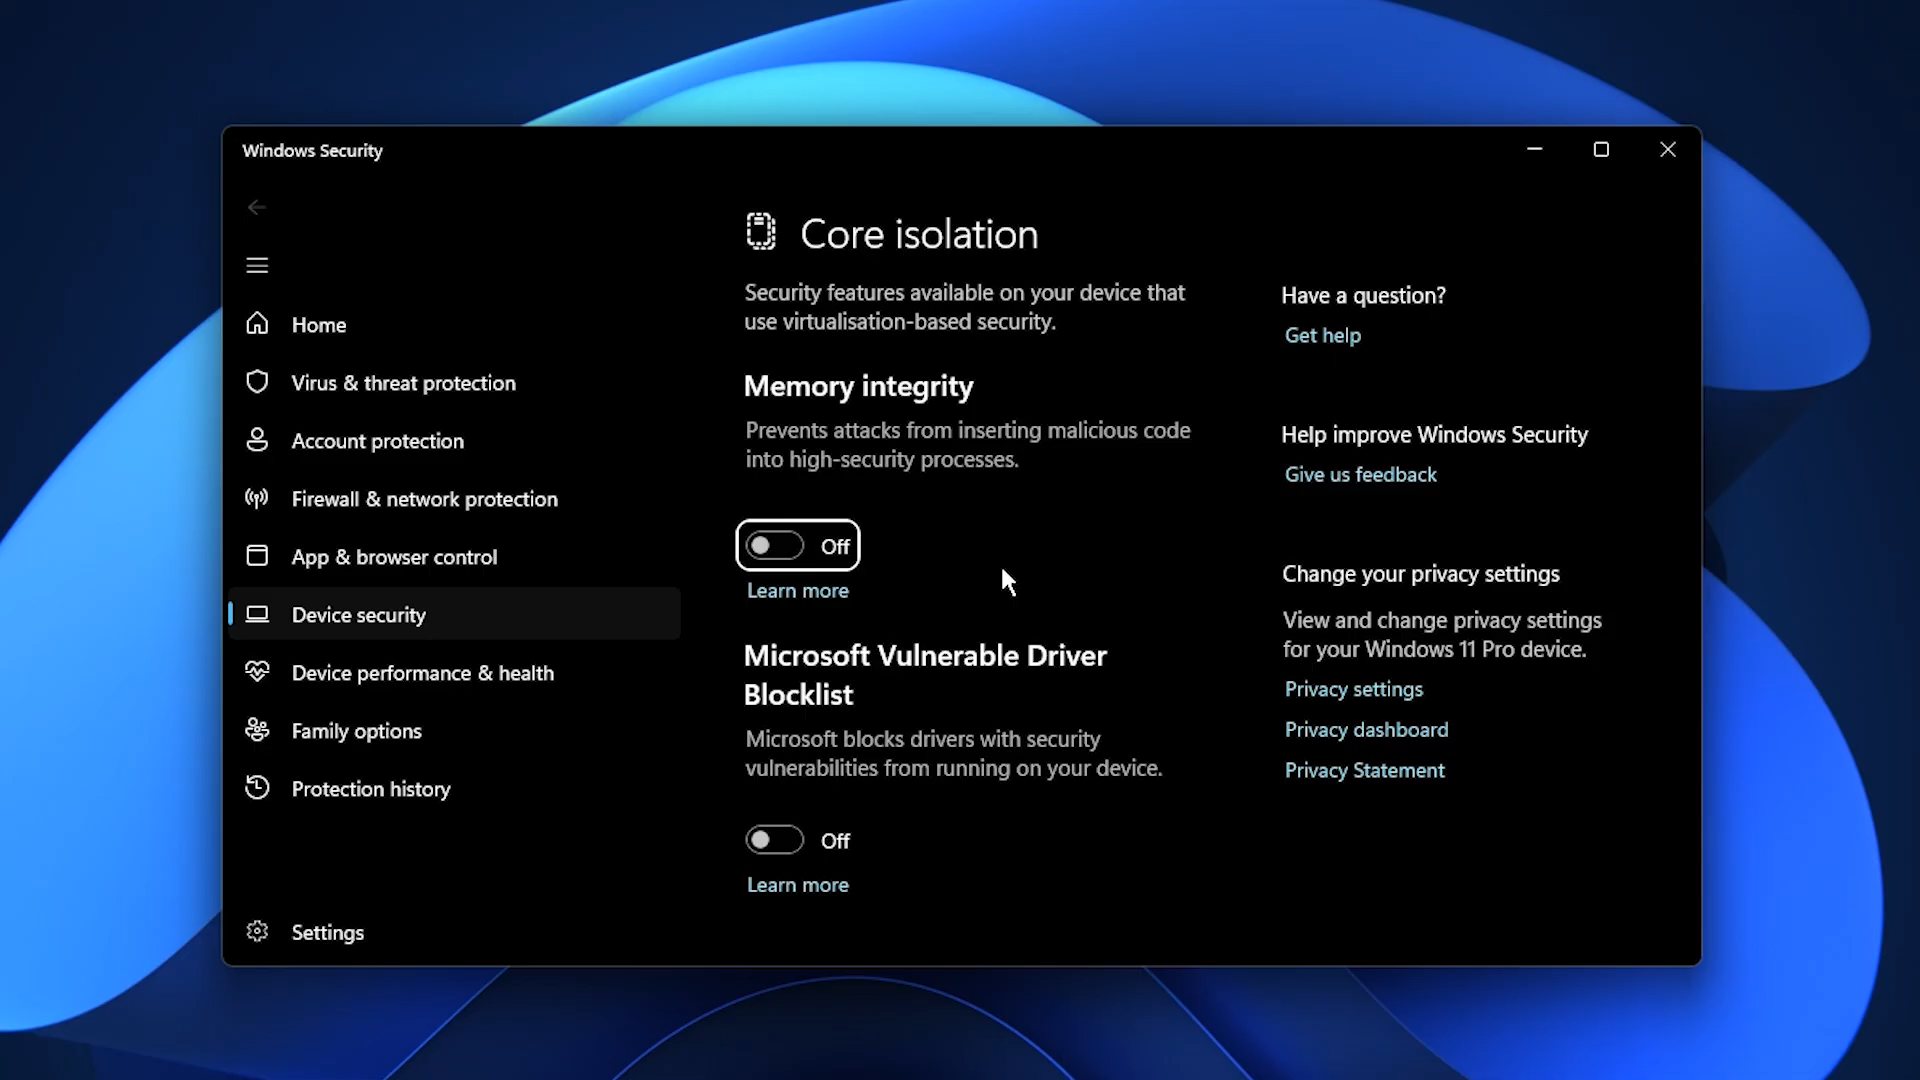 Windows Security
Home
Virus & threat protection
Account protection
Firewall & network protection
App & browser control
Device security
Device performance & health
Family options
Protection history
Settings
Core isolation
Security features available on your device that
use virtualisation-based security.
Memory integrity
Prevents attacks from inserting malicious code
into high-security processes.
Off
Learn more
Microsoft Vulnerable Driver
Blocklist
Microsoft blocks drivers with security
vulnerabilities from running on your device.
Off
Learn more
Have a question?
Get help
Help improve Windows Security
Give us feedback
Change your privacy settings
View and change privacy settings
for your Windows 11 Pro device.
Privacy settings
Privacy dashboard
Privacy Statement